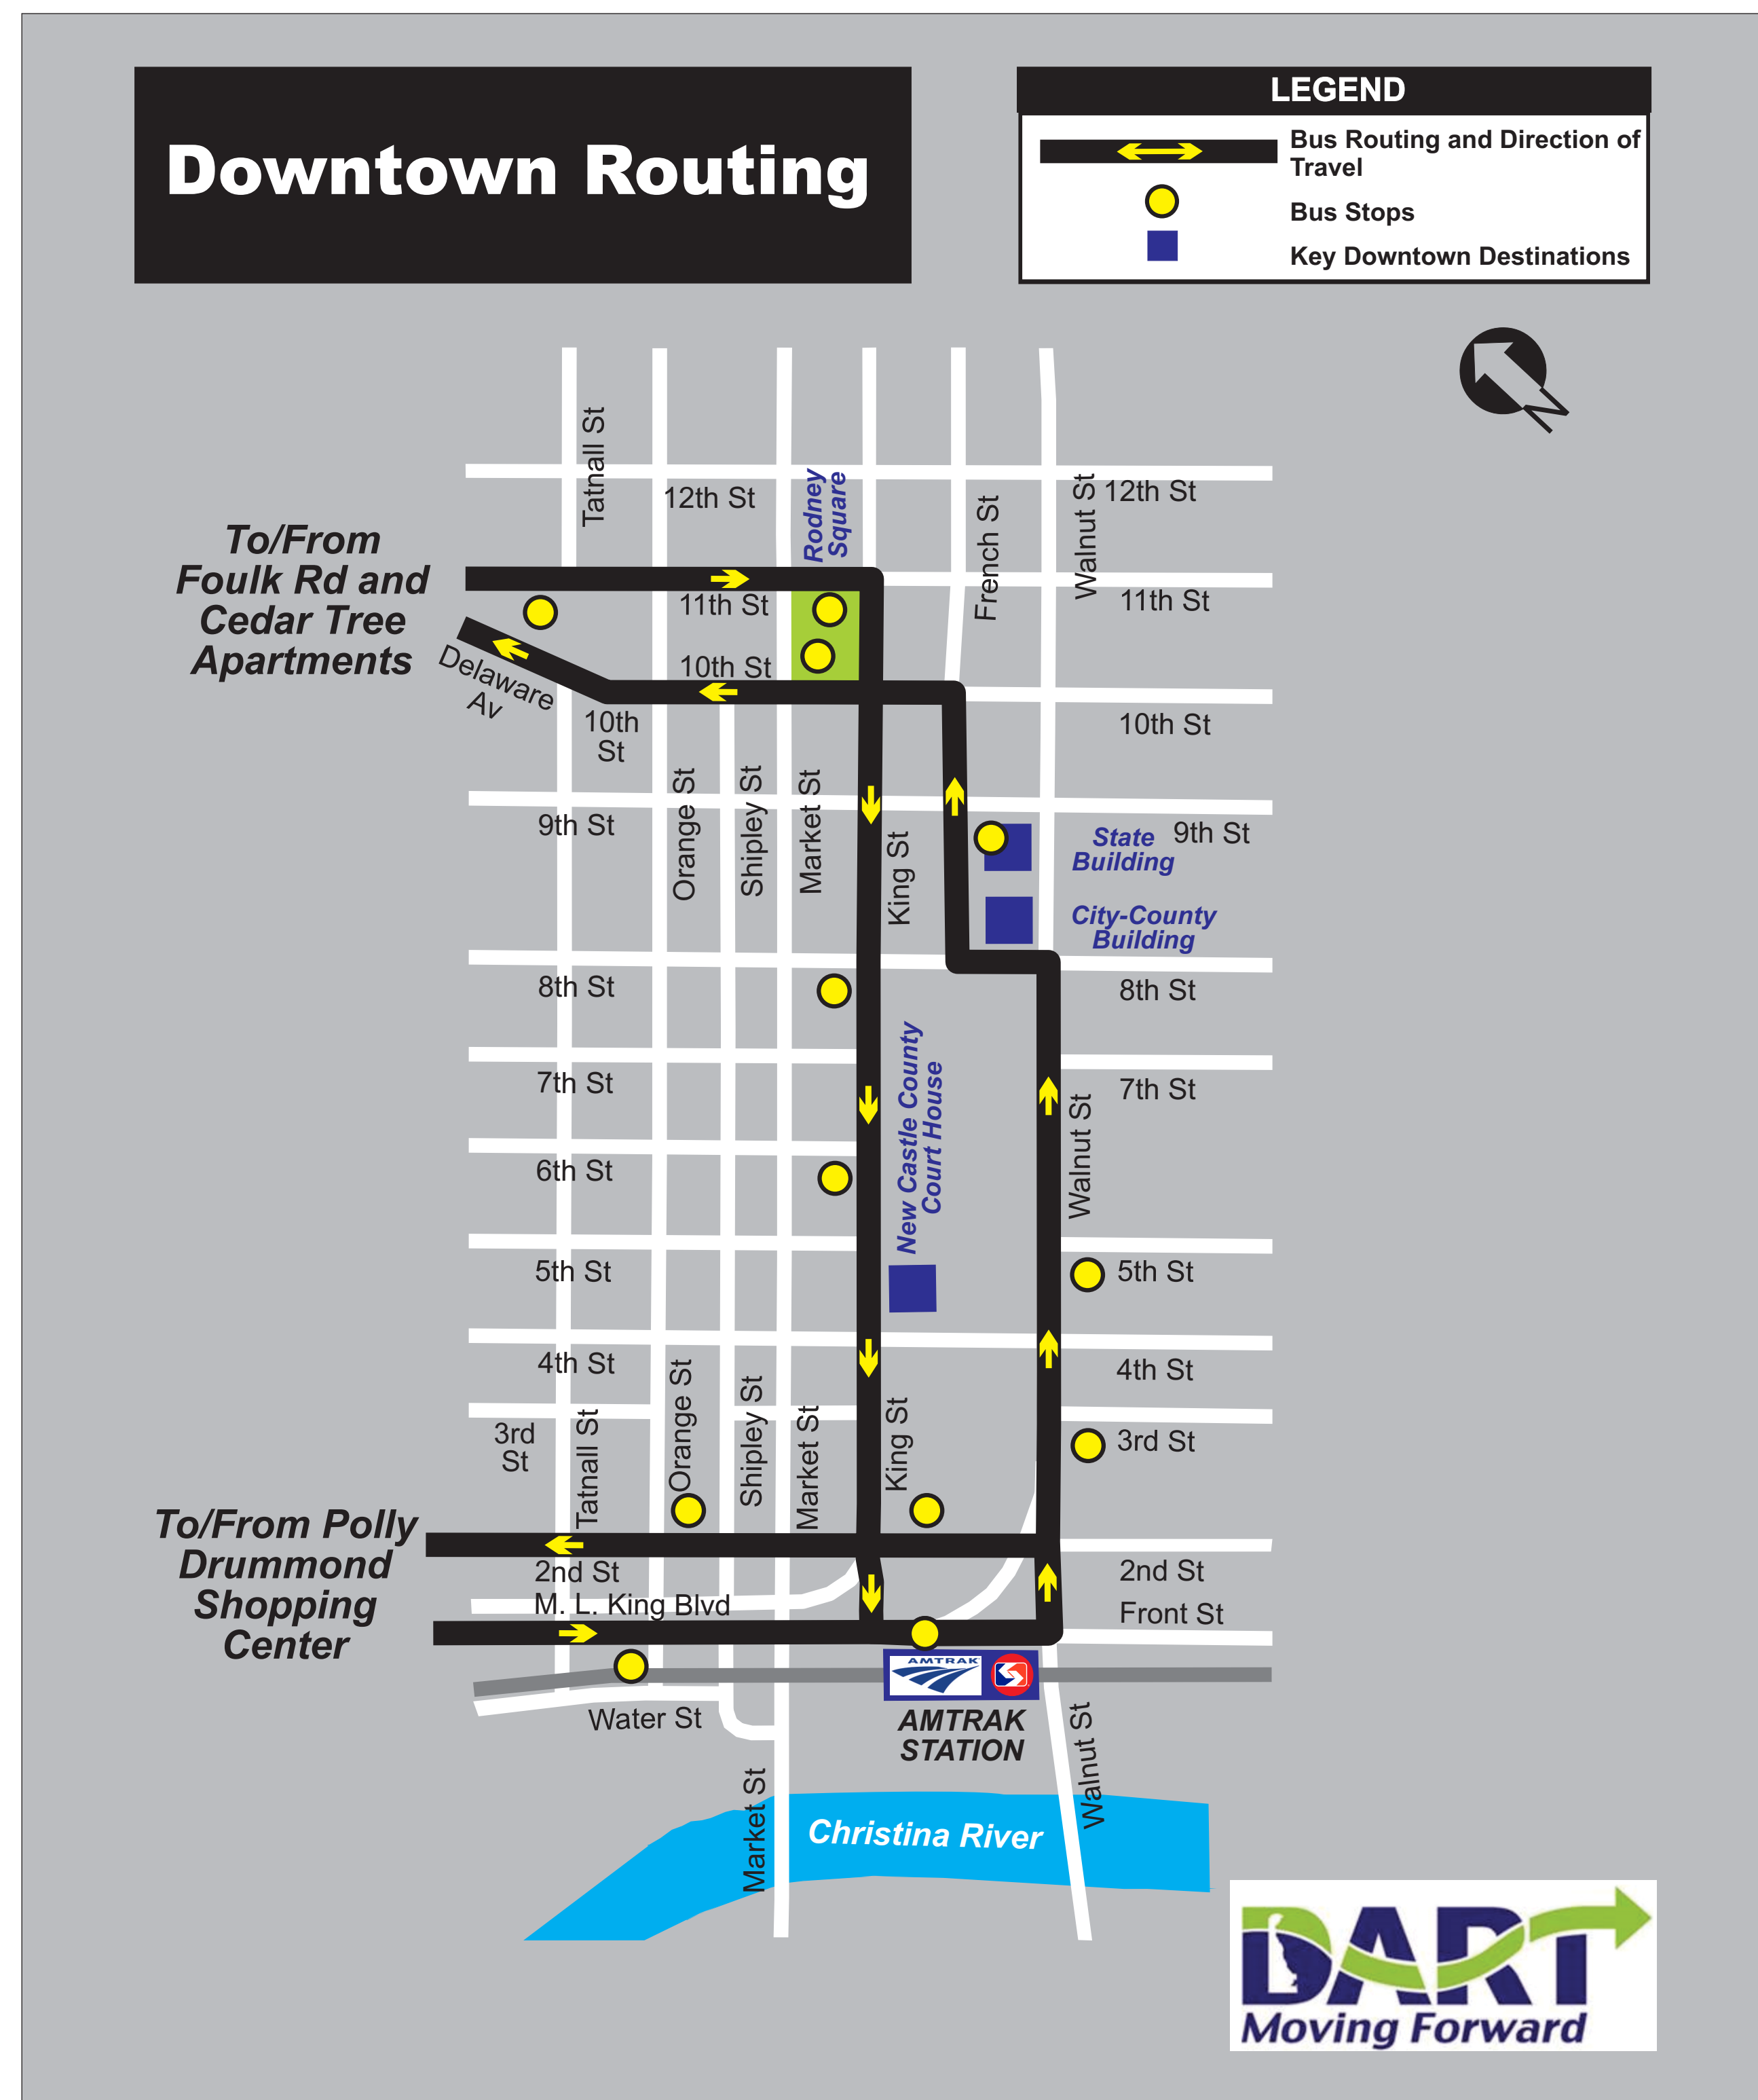 Downtown Routing
LEGEND
Bus Routing and Direction of
Travel
Bus Stops
Key Downtown Destinations
N
Tatnall St
12th St
Rodney
Square
French St
Walnut St
12th St
To/From
Foulk Rd and
Cedar Tree
Apartments
11th St
11th St
10th St
Delaware
Av
10th
St
10th St
9th St
Orange St
Shipley St
Market St
King St
State
Building
9th St
City-County
Building
8th St
8th St
7th St
New Castle County
Court House
7th St
6th St
Walnut St
5th St
5th St
4th St
4th St
3rd
St
Tatnall St
Orange St
Shipley St
Market St
King St
3rd St
To/From Polly
Drummond
Shopping
Center
2nd St
2nd St
M. L. King Blvd
Front St
AMTRAK
Water St
AMTRAK
STATION
Walnut St
Market St
Christina River
DART
Moving Forward